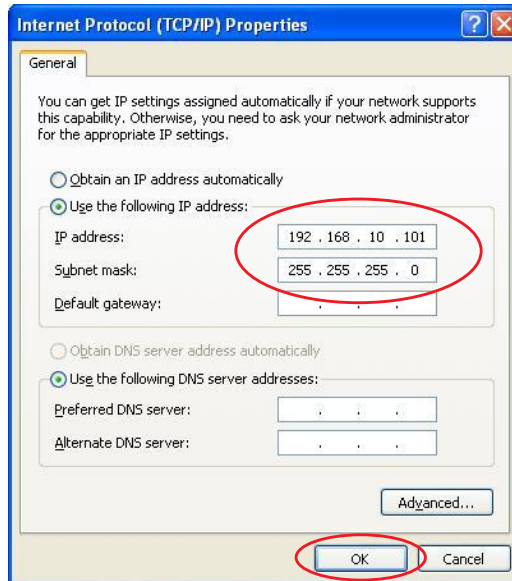 Internet Protocol (TCP/IP) Properties
General
You can get IP settings assigned automatically if your network supports
this capability. Otherwise, you need to ask your network administrator
for the appropriate IP settings.
Obtain an IP address automatically
Use the following IP address:
IP address: 192 . 168 . 10 . 101
Subnet mask: 255 . 255 . 255 . 0
Default gateway: . . .
Obtain DNS server address automatically
Use the following DNS server addresses:
Preferred DNS server: . . .
Alternate DNS server: . . .
Advanced...
OK Cancel